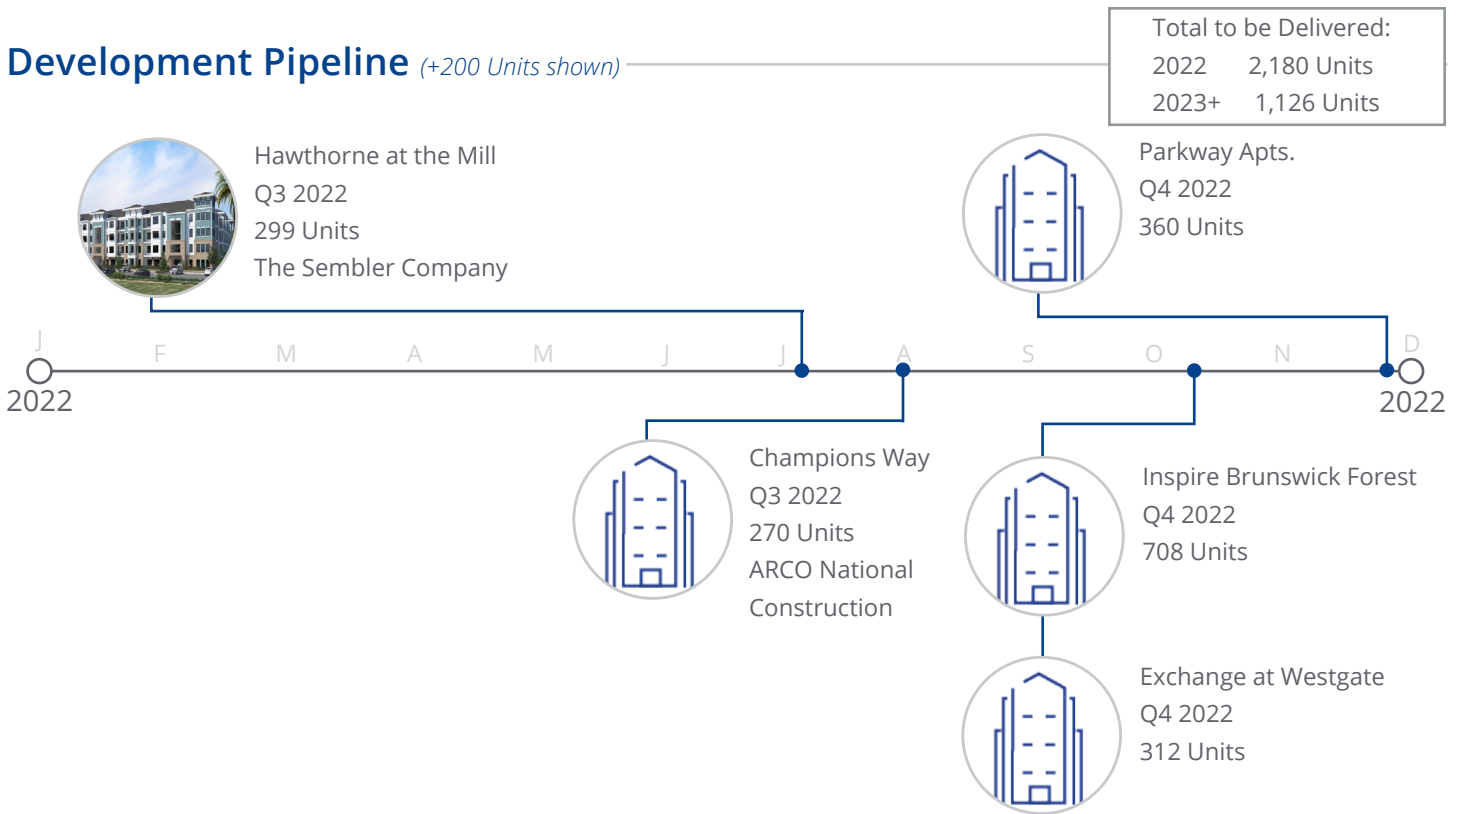 Development Pipeline (+200 Units shown)
Total to be Delivered:
2022 2,180 Units
2023+ 1,126 Units
Hawthorne at the Mill
Q3 2022
299 Units
The Sembler Company
Parkway Apts.
Q4 2022
360 Units
J F M A M J J A S O N D
2022 2022
Champions Way
Q3 2022
270 Units
ARCO National
Construction
Inspire Brunswick Forest
Q4 2022
708 Units
Exchange at Westgate
Q4 2022
312 Units